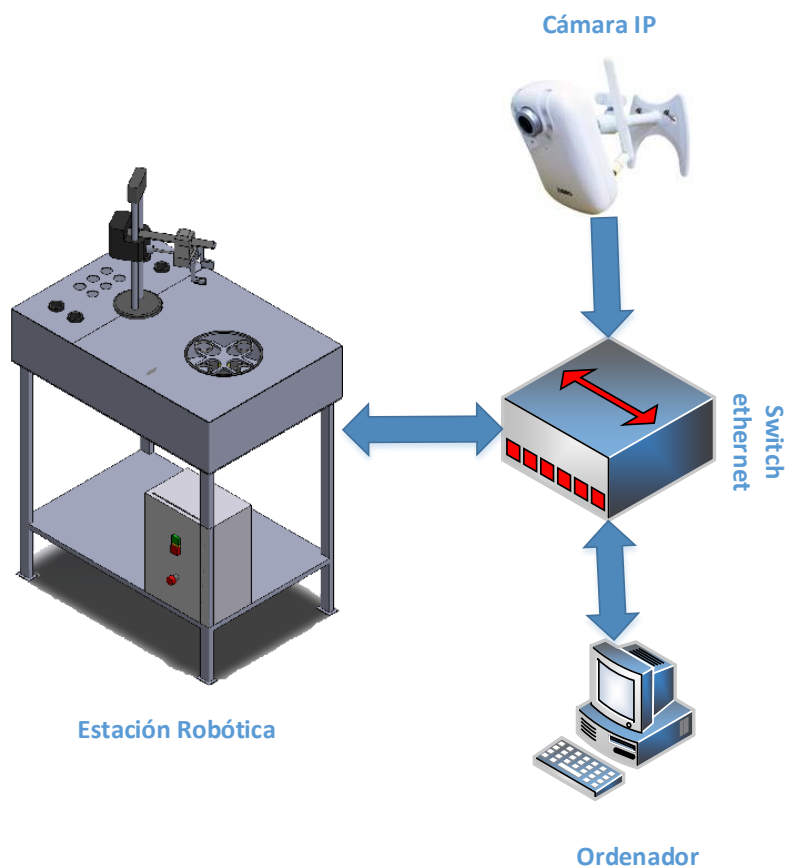 Cámara IP
Switch
ethernet
Estación Robótica
Ordenador